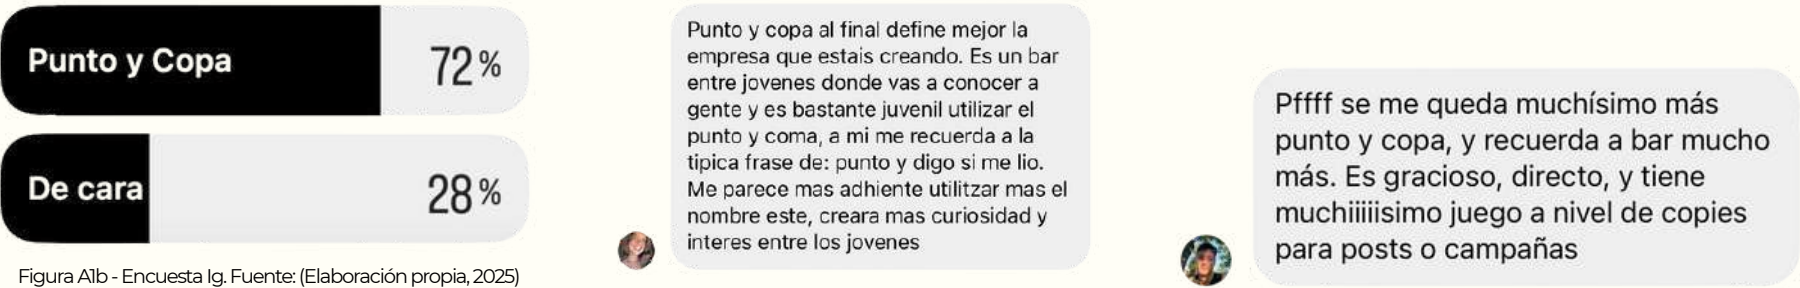 Punto y Copa 72%
De cara 28%
Figura A1b - Encuesta Ig. Fuente: (Elaboración propia, 2025)
Punto y copa al final define mejor la
empresa que estais creando. Es un bar
entre jovenes donde vas a conocer a
gente y es bastante juvenil utilizar el
punto y coma, a mi me recuerda a la
tipica frase de: punto y digo si me lio.
Me parece mas adhiente utilitzar mas el
nombre este, creara mas curiosidad y
interes entre los jovenes
Pffff se me queda muchísimo más
punto y copa, y recuerda a bar mucho
más. Es gracioso, directo, y tiene
muchiiiiisimo juego a nivel de copies
para posts o campañas